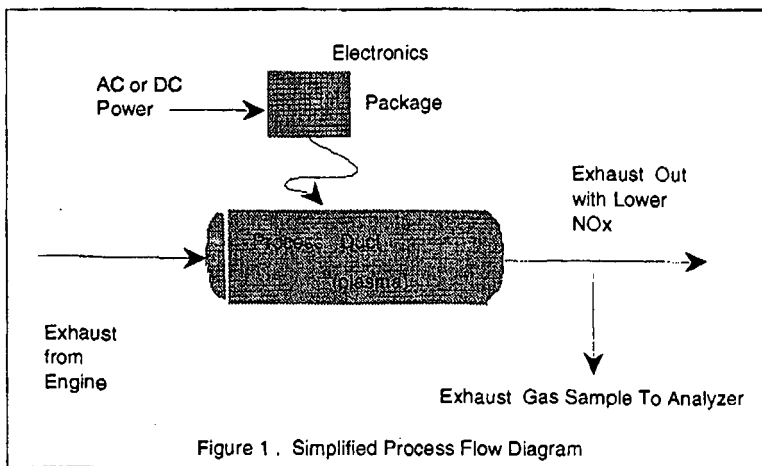 Electronics
Package
AC or DC
Power
Process Duct
(plasma)
Exhaust Out
with Lower
NOx
Exhaust
from
Engine
Exhaust Gas Sample To Analyzer
Figure 1. Simplified Process Flow Diagram